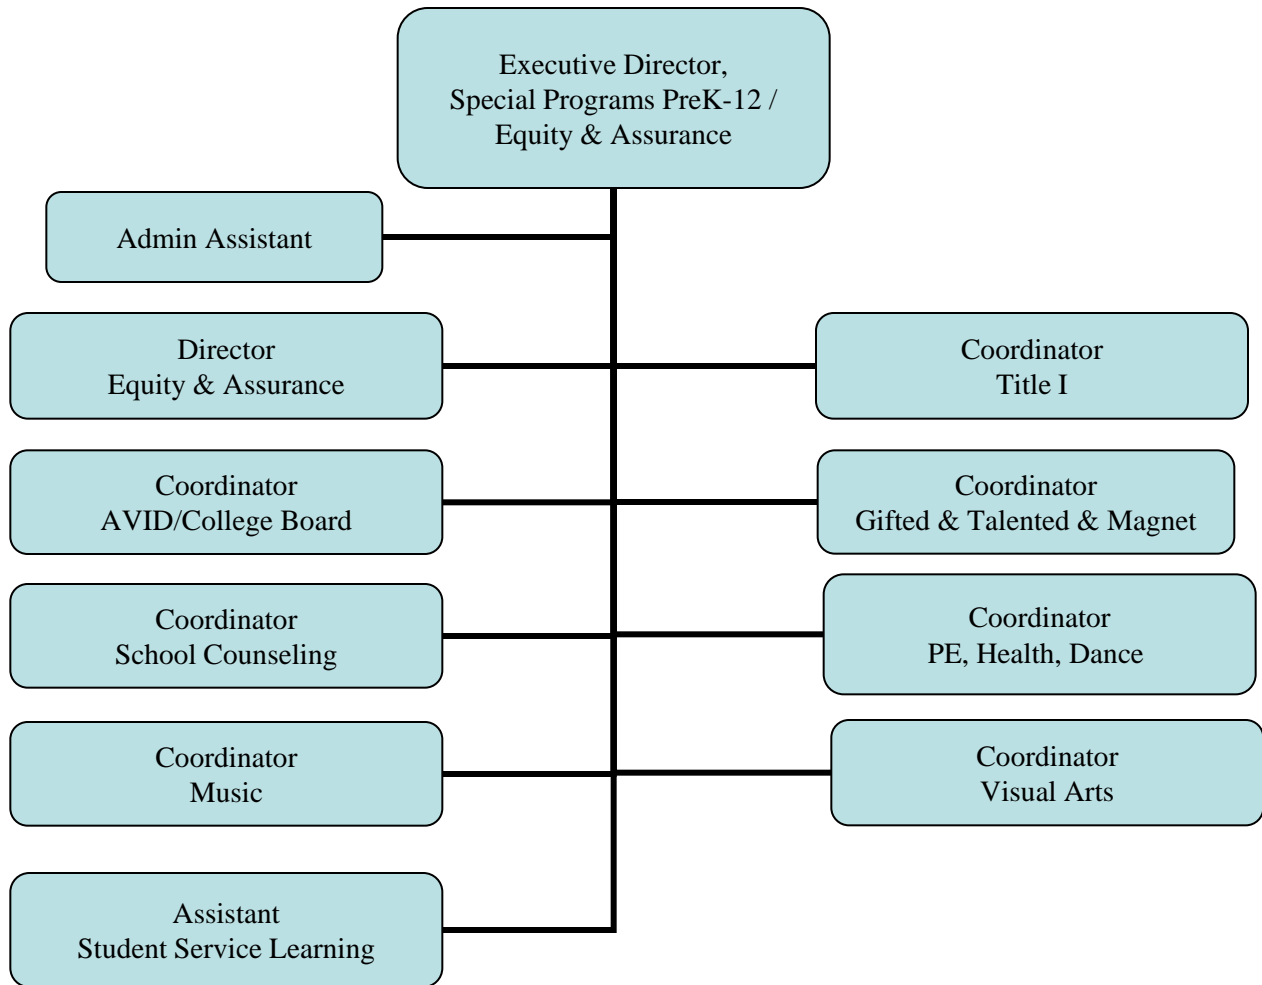 Executive Director,
Special Programs PreK-12 /
Equity & Assurance
Admin Assistant
Director
Equity & Assurance
Coordinator
Title I
Coordinator
AVID/College Board
Coordinator
Gifted & Talented & Magnet
Coordinator
School Counseling
Coordinator
PE, Health, Dance
Coordinator
Music
Coordinator
Visual Arts
Assistant
Student Service Learning